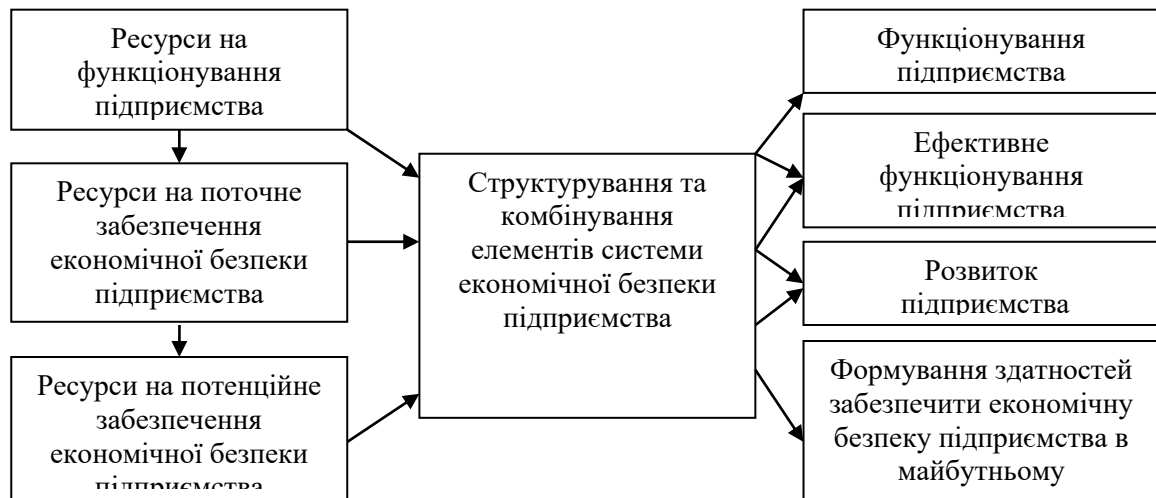 Ресурси на
функціонування
підприємства
Ресурси на поточне
забезпечення
економічної безпеки
підприємства
Ресурси на потенційне
забезпечення
економічної безпеки
підприємства
Структурування та
комбінування
елементів системи
економічної безпеки
підприємства
Функціонування
підприємства
Ефективне
функціонування
підприємства
Розвиток
підприємства
Формування здатностей
забезпечити економічну
безпеку підприємства в
майбутньому